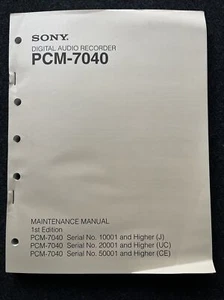 SONY.
DIGITAL AUDIO RECORDER
PCM-7040
MAINTENANCE MANUAL
1st Edition
PCM-7040 Serial No. 10001 and Higher (J)
PCM-7040 Serial No. 20001 and Higher (UC)
PCM-7040 Serial No. 50001 and Higher (CE)